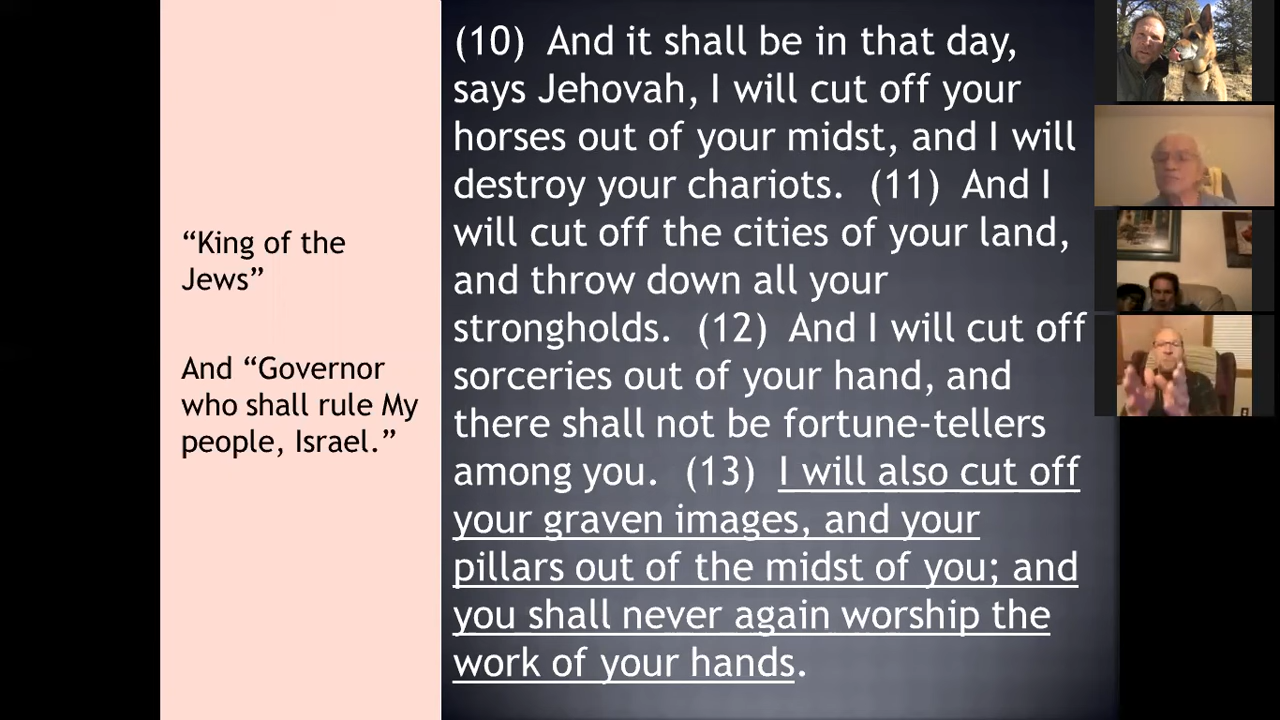 “King of the
Jews”
And “Governor
who shall rule My
people, Israel.”
(10)  And it shall be in that day,
says Jehovah, I will cut off your
horses out of your midst, and I will
destroy your chariots.  (11)  And I
will cut off the cities of your land,
and throw down all your
strongholds.  (12)  And I will cut off
sorceries out of your hand, and
there shall not be fortune-tellers
among you.  (13)  I will also cut off
your graven images, and your
pillars out of the midst of you; and
you shall never again worship the
work of your hands.